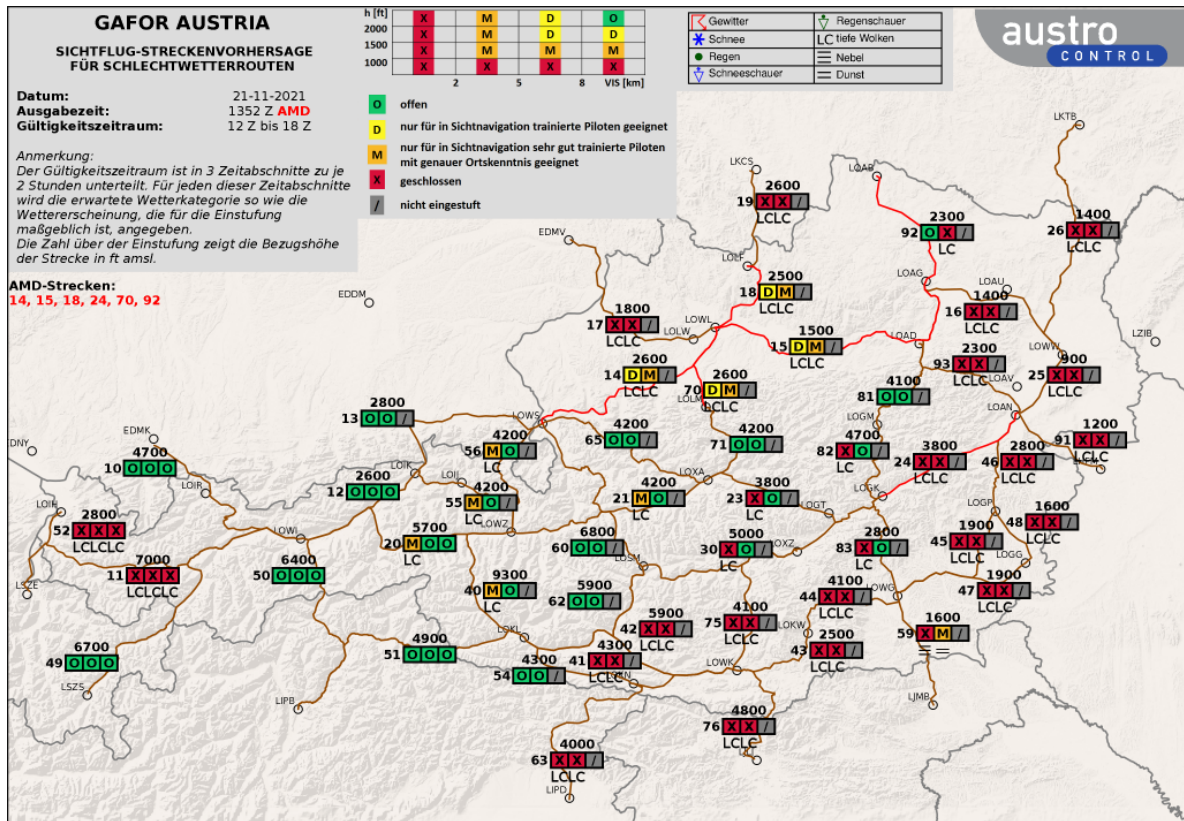 GAFOR AUSTRIA
SICHTFLUG-STRECKENVORHERSAGE
FÜR SCHLECHTWETTERROUTEN
Datum: 21-11-2021
Ausgabezeit: 1352 Z AMD
Gültigkeitszeitraum: 12 Z bis 18 Z
Anmerkung:
Der Gültigkeitszeitraum ist in 3 Zeitabschnitte zu je
2 Stunden unterteilt. Für jeden dieser Zeitabschnitte
wird die erwartete Wetterkategorie so wie die
Wettererscheinung, die für die Einstufung
maßgeblich ist, angegeben.
Die Zahl über der Einstufung zeigt die Bezugshöhe
der Strecke in ft amsl.
AMD-Strecken:
14, 15, 18, 24, 70, 92
h [ft]
X M D O
2000
X M D D
1500
X M M M
1000
X X X X
2 5 8 VIS [km]
O offen
D nur für in Sichtnavigation trainierte Piloten geeignet
M nur für in Sichtnavigation sehr gut trainierte Piloten
mit genauer Ortskenntnis geeignet
X geschlossen
/ nicht eingestuft
Gewitter Regenschauer
Schnee LC tiefe Wolken
Regen Nebel
Schneeschauer Dunst
austro
CONTROL
LKTB
LKCS
LOAB
2600
19 X X /
LCLC
2300
92 O X /
LC
1400
26 X X /
LCLC
EDMV
LOLF
2500
18 D M /
LCLC
LOAG
LOAU
EDDM
1800
17 X X /
LCLC
LOLW
LOWL
1400
16 X X /
LCLC
1500
15 D M /
LCLC
LOAD
LZIB
LOWW
2300
93 X X /
LCLC
900
25 X X /
LCLC
LOAV
2600
14 D M /
LCLC
2600
70 D M /
LCLC
LOLM
4100
81 O O /
2800
13 O O /
LOWS
LOGM
LOAN
1200
91 X X /
LCLC
EDMK
DNY
4700
10 O O O
4200
56 M O /
LC
4200
65 O O /
4200
71 O O /
4700
82 X O /
LC
3800
24 X X /
LCLC
2800
46 X X /
LCLC
LOIR
LOIK
LOIJ
LOXA
LOGK
2600
12 O O O
4200
55 M O /
LC
4200
21 M O /
LC
3800
23 X O /
LC
LOGT
LOGP
LOIH
2800
52 X X X
LCLCLC
1600
48 X X /
LCLC
LOWI
LOWZ
5700
20 M O O
LC
6800
60 O O /
5000
30 X O /
LC
LOXZ
2800
83 X O /
LC
1900
45 X X /
LCLC
LOGG
7000
11 X X X
LCLCLC
6400
50 O O O
LOSM
LSZE
9300
40 M O /
LC
5900
62 O O /
4100
44 X X /
LCLC
LOWG
1900
47 X X /
LCLC
5900
42 X X /
LCLC
4100
75 X X /
LCLC
LOKW
1600
59 X M /
LOKL
4900
51 O O O
4300
41 X X /
LCLC
2500
43 X X /
LCLC
6700
49 O O O
4300
54 O O /
LOKN
LOWK
LSZS
LIPB
LJMB
4800
76 X X /
LCLC
4000
63 X X /
LCLC
LIPD